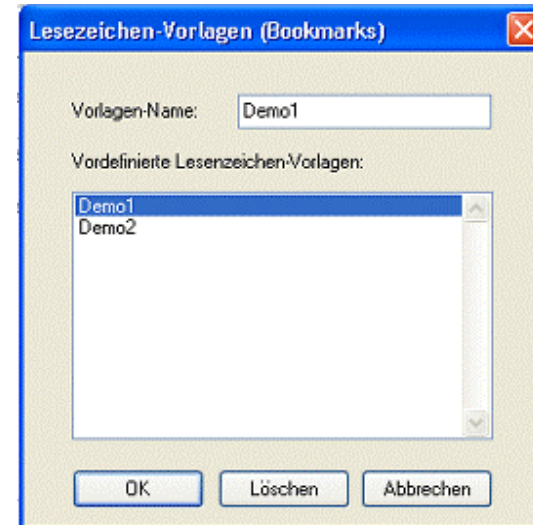 Lesezeichen-Vorlagen (Bookmarks)
Vorlagen-Name: Demo1
Vordefinierte Lesenzeichen-Vorlagen:
Demo1
Demo2
OK Löschen Abbrechen